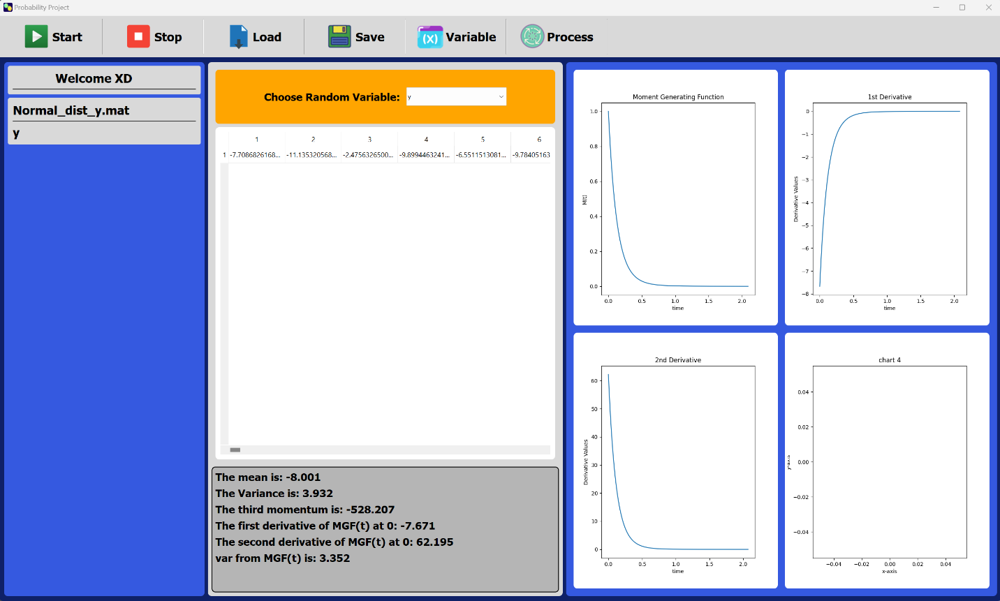 Probability Project
Start
Stop
Load
Save
(X) Variable
Process
Welcome XD
Normal_dist_y.mat
y
Choose Random Variable: y
1 2 3 4 5 6
1 -7.7086826168... -11.135320568... -2.4756326500... -9.8994463241... -6.5511513081... -9.78405163
The mean is: -8.001
The Variance is: 3.932
The third momentum is: -528.207
The first derivative of MGF(t) at 0: -7.671
The second derivative of MGF(t) at 0: 62.195
var from MGF(t) is: 3.352
Moment Generating Function
M(t)
1.0
0.8
0.6
0.4
0.2
0.0
0.0 0.5 1.0 1.5 2.0
time
1st Derivative
Derivative Values
0
−1
−2
−3
−4
−5
−6
−7
−8
0.0 0.5 1.0 1.5 2.0
time
2nd Derivative
Derivative Values
60
50
40
30
20
10
0
0.0 0.5 1.0 1.5 2.0
time
chart 4
y-axis
0.04
0.02
0.00
−0.02
−0.04
−0.04 −0.02 0.00 0.02 0.04
x-axis